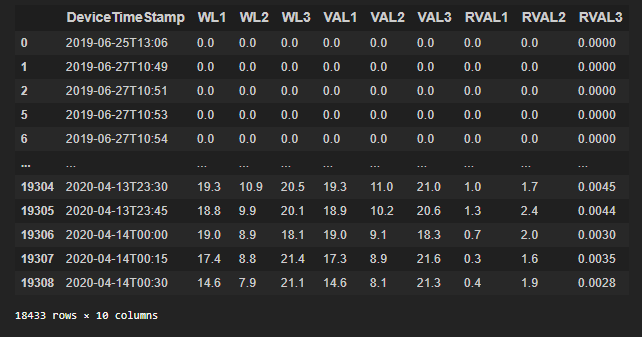 DeviceTimeStamp WL1 WL2 WL3 VAL1 VAL2 VAL3 RVAL1 RVAL2 RVAL3
0 2019-06-25T13:06 0.0 0.0 0.0 0.0 0.0 0.0 0.0 0.0 0.0000
1 2019-06-27T10:49 0.0 0.0 0.0 0.0 0.0 0.0 0.0 0.0 0.0000
2 2019-06-27T10:51 0.0 0.0 0.0 0.0 0.0 0.0 0.0 0.0 0.0000
5 2019-06-27T10:53 0.0 0.0 0.0 0.0 0.0 0.0 0.0 0.0 0.0000
6 2019-06-27T10:54 0.0 0.0 0.0 0.0 0.0 0.0 0.0 0.0 0.0000
... ... ... ... ... ... ... ... ... ... ...
19304 2020-04-13T23:30 19.3 10.9 20.5 19.3 11.0 21.0 1.0 1.7 0.0045
19305 2020-04-13T23:45 18.8 9.9 20.1 18.9 10.2 20.6 1.3 2.4 0.0044
19306 2020-04-14T00:00 19.0 8.9 18.1 19.0 9.1 18.3 0.7 2.0 0.0030
19307 2020-04-14T00:15 17.4 8.8 21.4 17.3 8.9 21.6 0.3 1.6 0.0035
19308 2020-04-14T00:30 14.6 7.9 21.1 14.6 8.1 21.3 0.4 1.9 0.0028
18433 rows × 10 columns